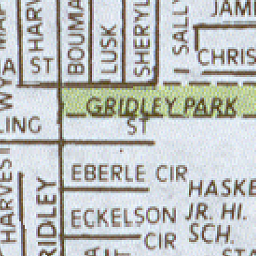 JAM
HARV
BOUMA
LUSK
SHERYL
I SALLY
CHRIS
A ST
GRIDLEY PARK
LING ST
EBERLE CIR
HASKE
JR. HI.
SCH.
ECKELSON
CIR
HARVES
RIDLEY